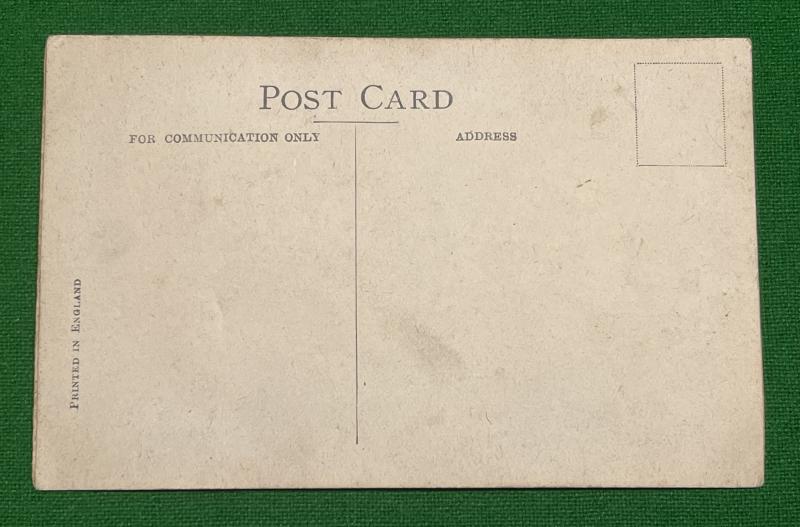 POST CARD
FOR COMMUNICATION ONLY
ADDRESS
PRINTED IN ENGLAND